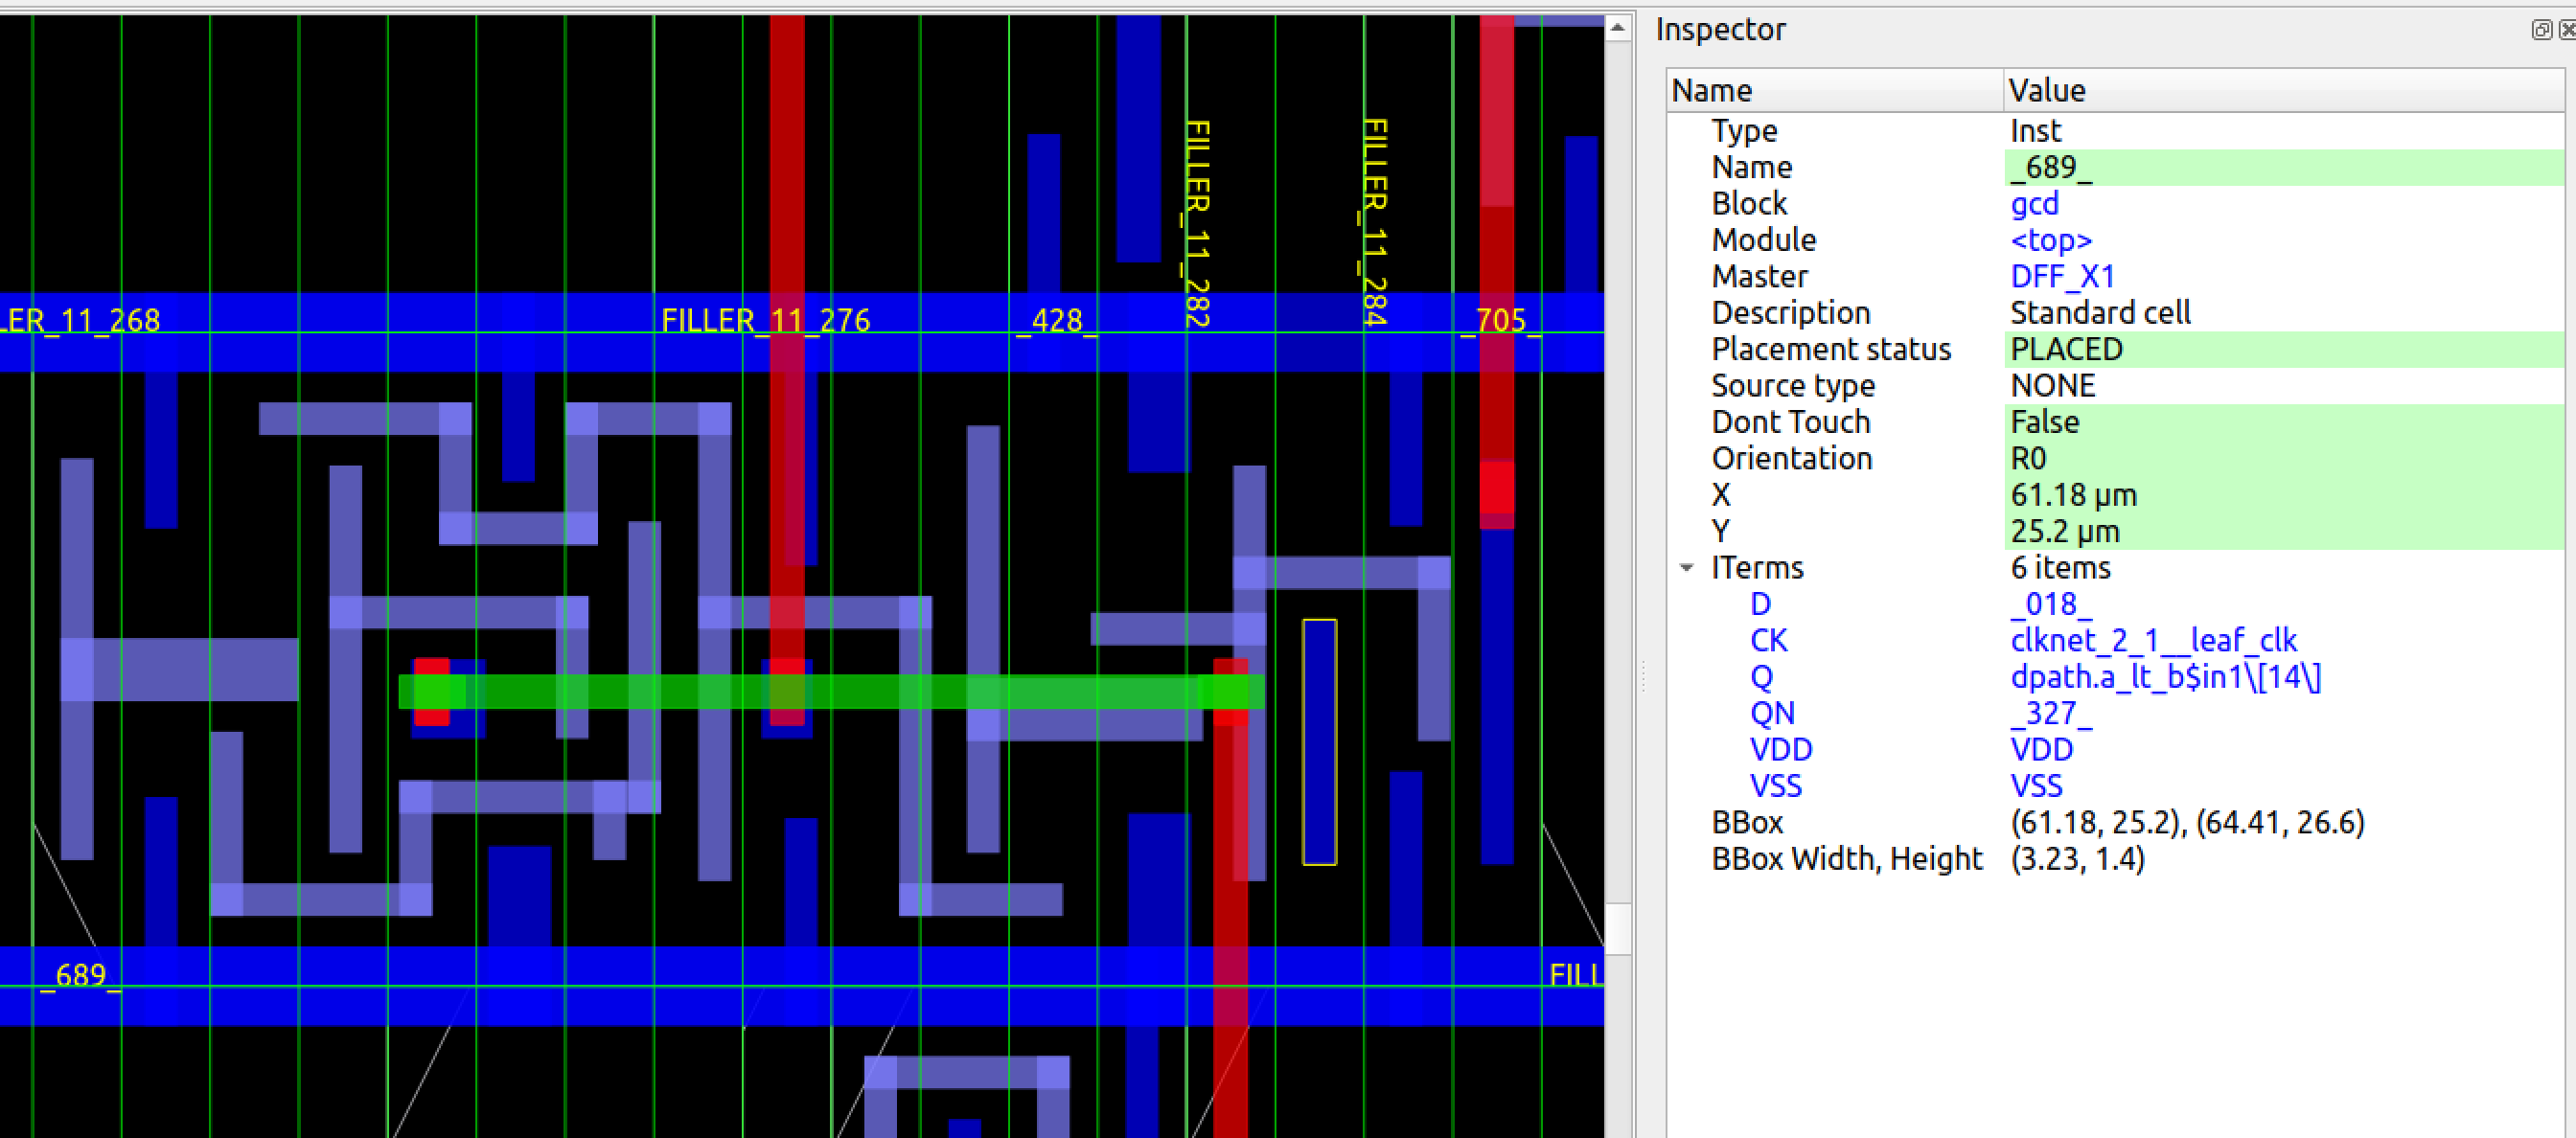 Inspector
Name Value
Type Inst
Name _689_
Block gcd
Module <top>
Master DFF_X1
Description Standard cell
Placement status PLACED
Source type NONE
Dont Touch False
Orientation R0
X 61.18 µm
Y 25.2 µm
ITerms 6 items
D _018_
CK clknet_2_1__leaf_clk
Q dpath.a_lt_b$in1\[14\]
QN _327_
VDD VDD
VSS VSS
BBox (61.18, 25.2), (64.41, 26.6)
BBox Width, Height (3.23, 1.4)
LER_11_268
FILLER_11_276
_428_
FILLER_11_282
FILLER_11_284
_705_
_689_
FILL